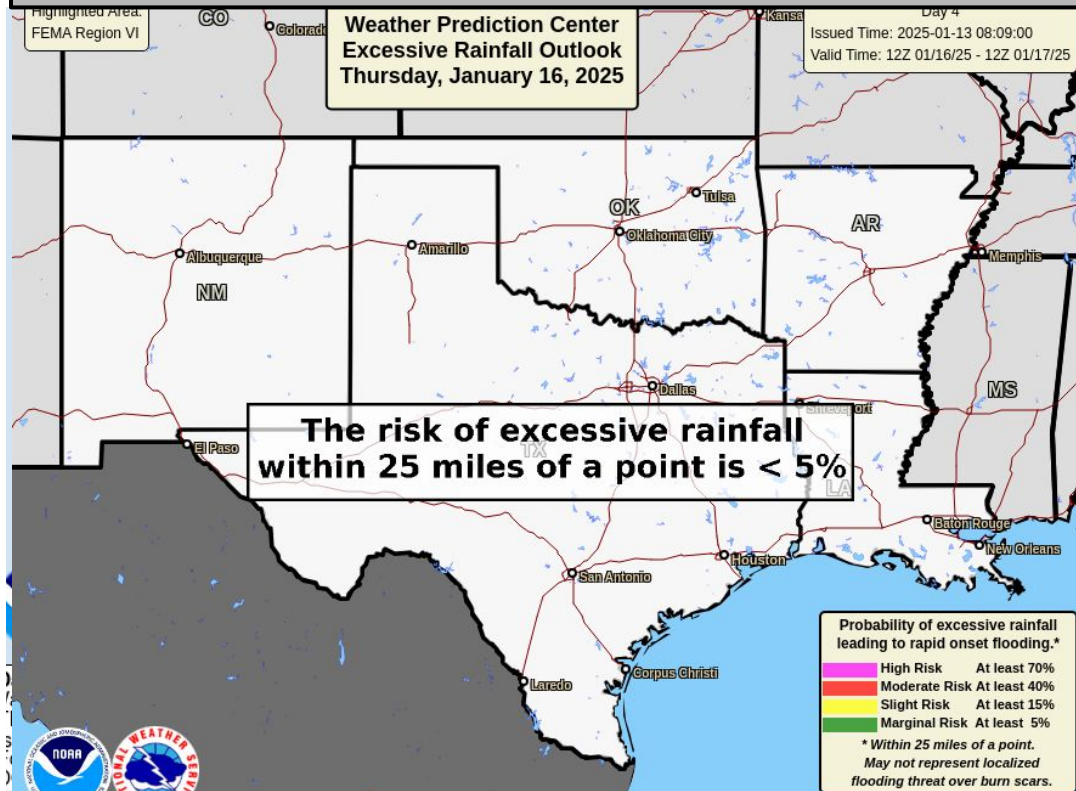 Highlighted Area:
FEMA Region VI
Weather Prediction Center
Excessive Rainfall Outlook
Thursday, January 16, 2025
Day 4
Issued Time: 2025-01-13 08:09:00
Valid Time: 12Z 01/16/25 - 12Z 01/17/25
CO
Colorado
Kansa
Tulsa
OK
Oklahoma City
AR
Amarillo
Albuquerque
Memphis
NM
Dallas
MS
Shreveport
El Paso
The risk of excessive rainfall
within 25 miles of a point is < 5%
TX
LA
Baton Rouge
New Orleans
Houston
San Antonio
Corpus Christi
Laredo
Probability of excessive rainfall
leading to rapid onset flooding.*
High Risk At least 70%
Moderate Risk At least 40%
Slight Risk At least 15%
Marginal Risk At least 5%
* Within 25 miles of a point.
May not represent localized
flooding threat over burn scars.
NOAA